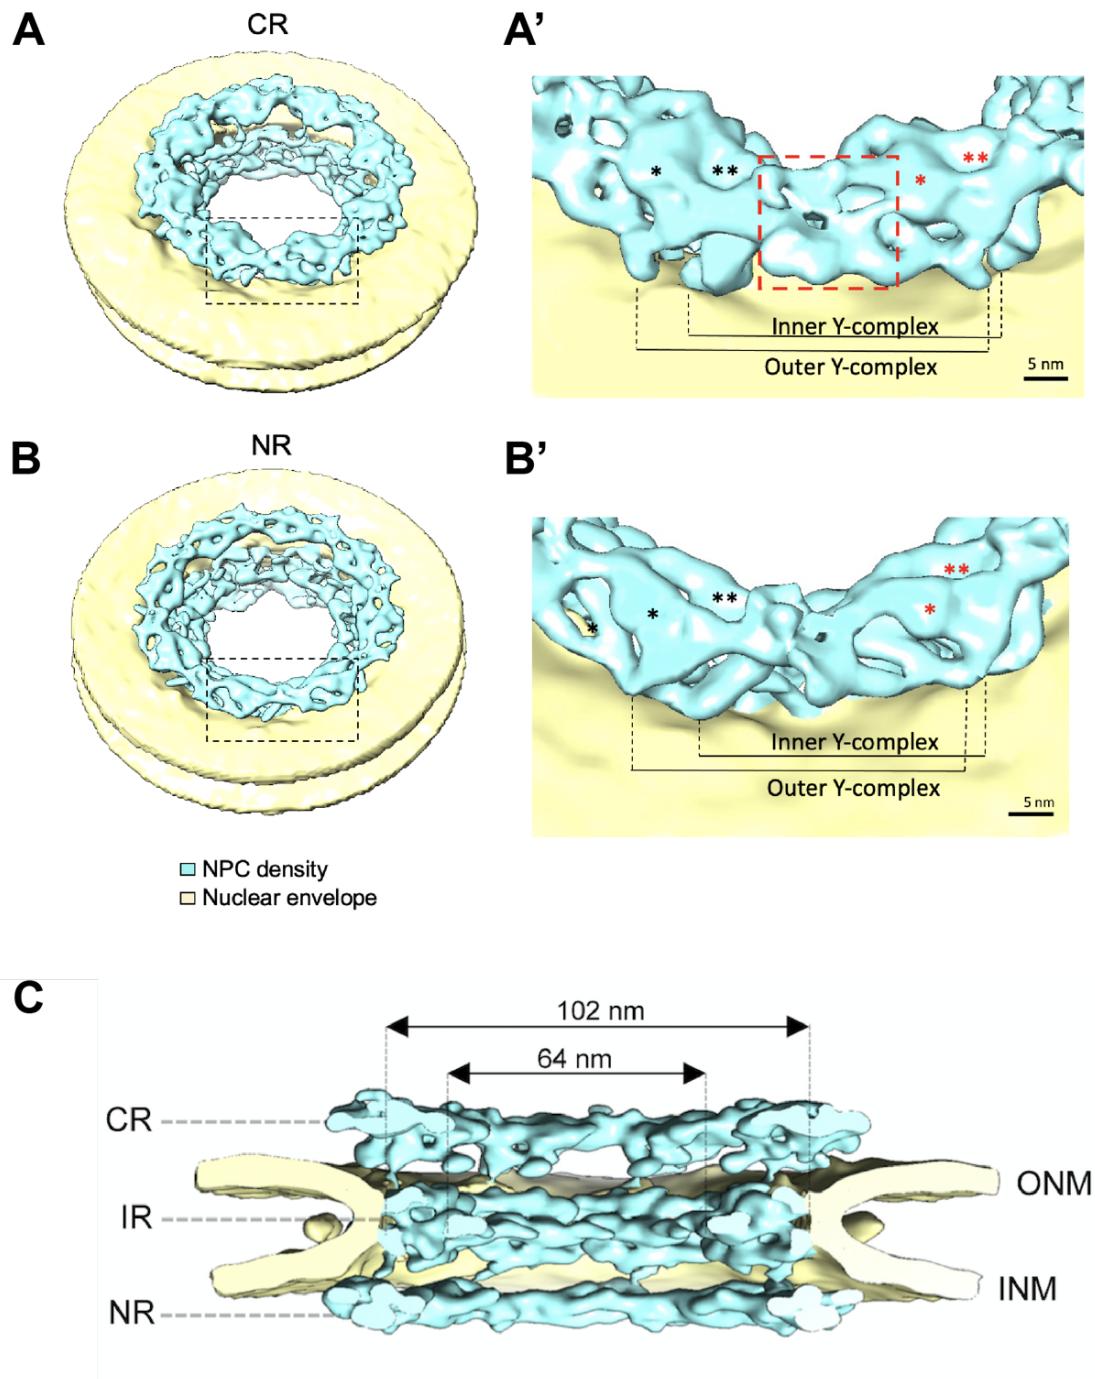 A
CR
A’
*
**
**
*
Inner Y-complex
Outer Y-complex
5 nm
B
NR
B’
**
*
*
**
*
Inner Y-complex
Outer Y-complex
5 nm
NPC density
Nuclear envelope
C
102 nm
64 nm
CR
ONM
IR
INM
NR